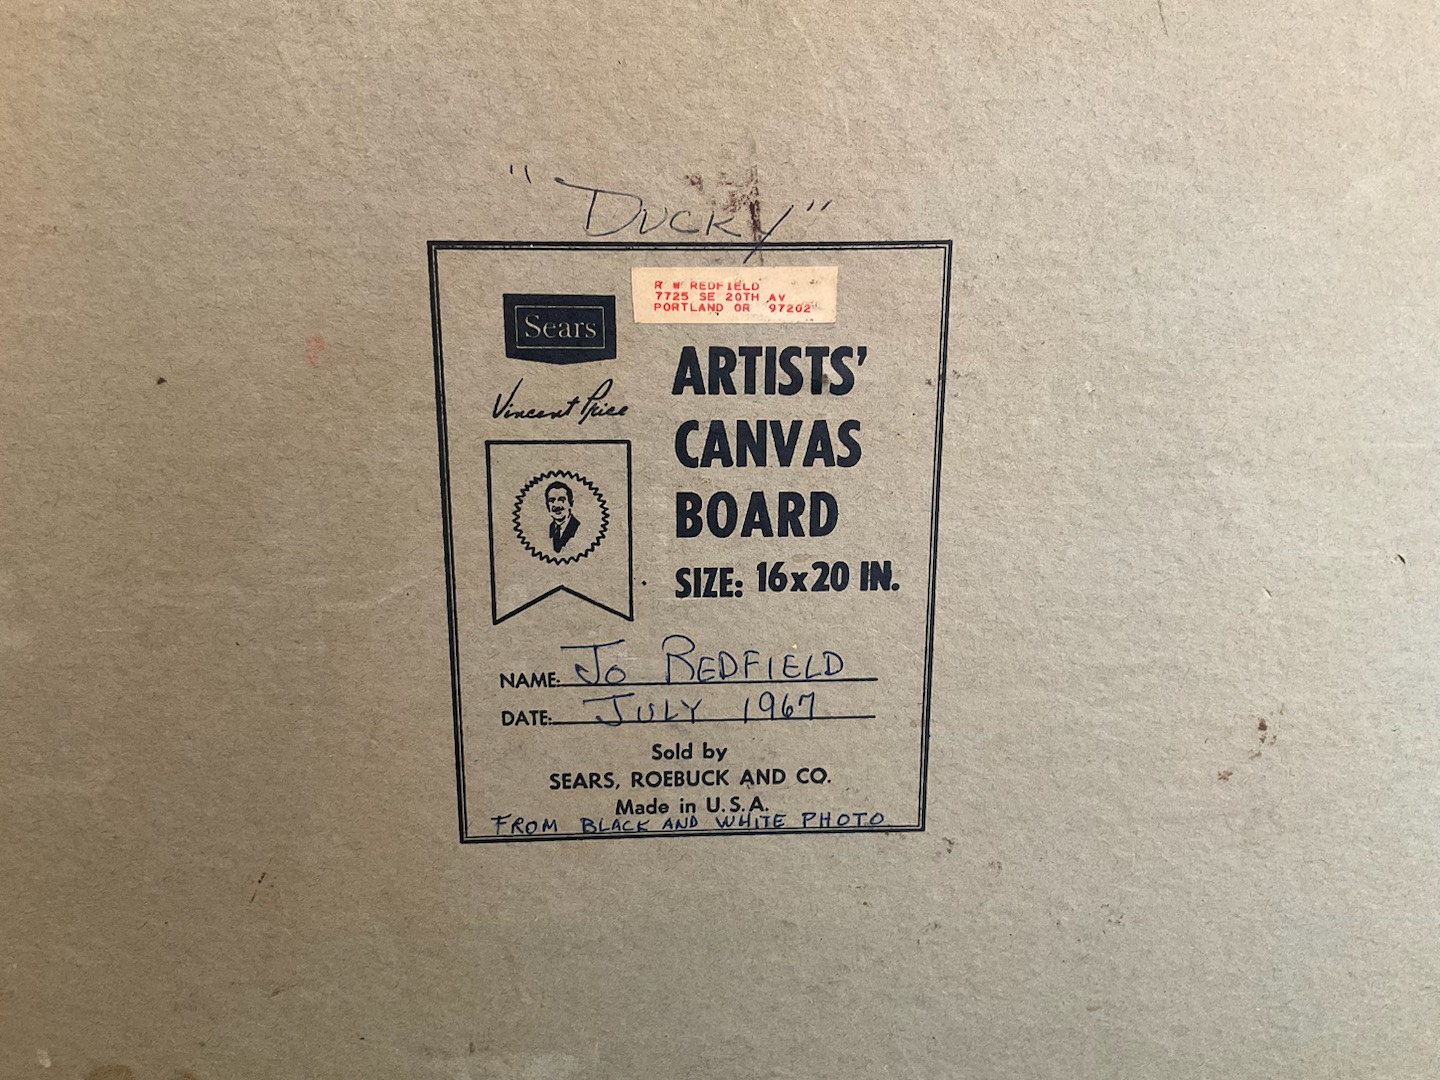 "DUCKY"
R W REDFIELD
7725 SE 20TH AV
PORTLAND OR 97202
Sears
Vincent Price
ARTISTS'
CANVAS
BOARD
SIZE: 16x20 IN.
NAME: JO REDFIELD
DATE: JULY 1967
Sold by
SEARS, ROEBUCK AND CO.
Made in U.S.A.
FROM BLACK AND WHITE PHOTO